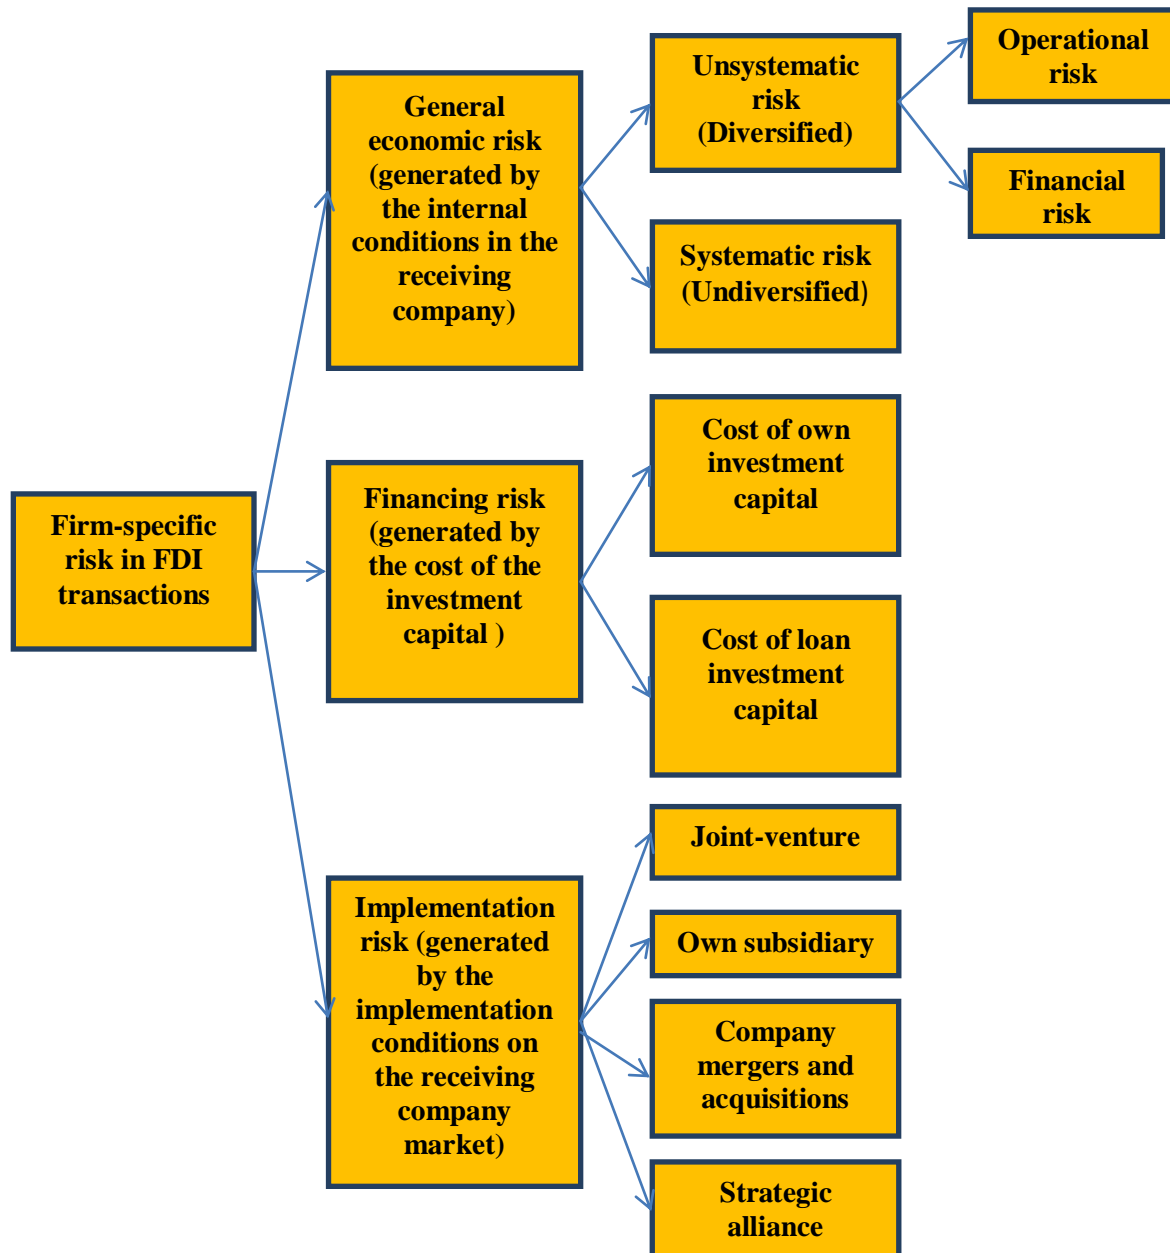 Firm-specific
risk in FDI
transactions
General
economic risk
(generated by
the internal
conditions in the
receiving
company)
Unsystematic
risk
(Diversified)
Operational
risk
Financial
risk
Systematic risk
(Undiversified)
Financing risk
(generated by
the cost of the
investment
capital )
Cost of own
investment
capital
Cost of loan
investment
capital
Implementation
risk (generated
by the
implementation
conditions on
the receiving
company
market)
Joint-venture
Own subsidiary
Company
mergers and
acquisitions
Strategic
alliance